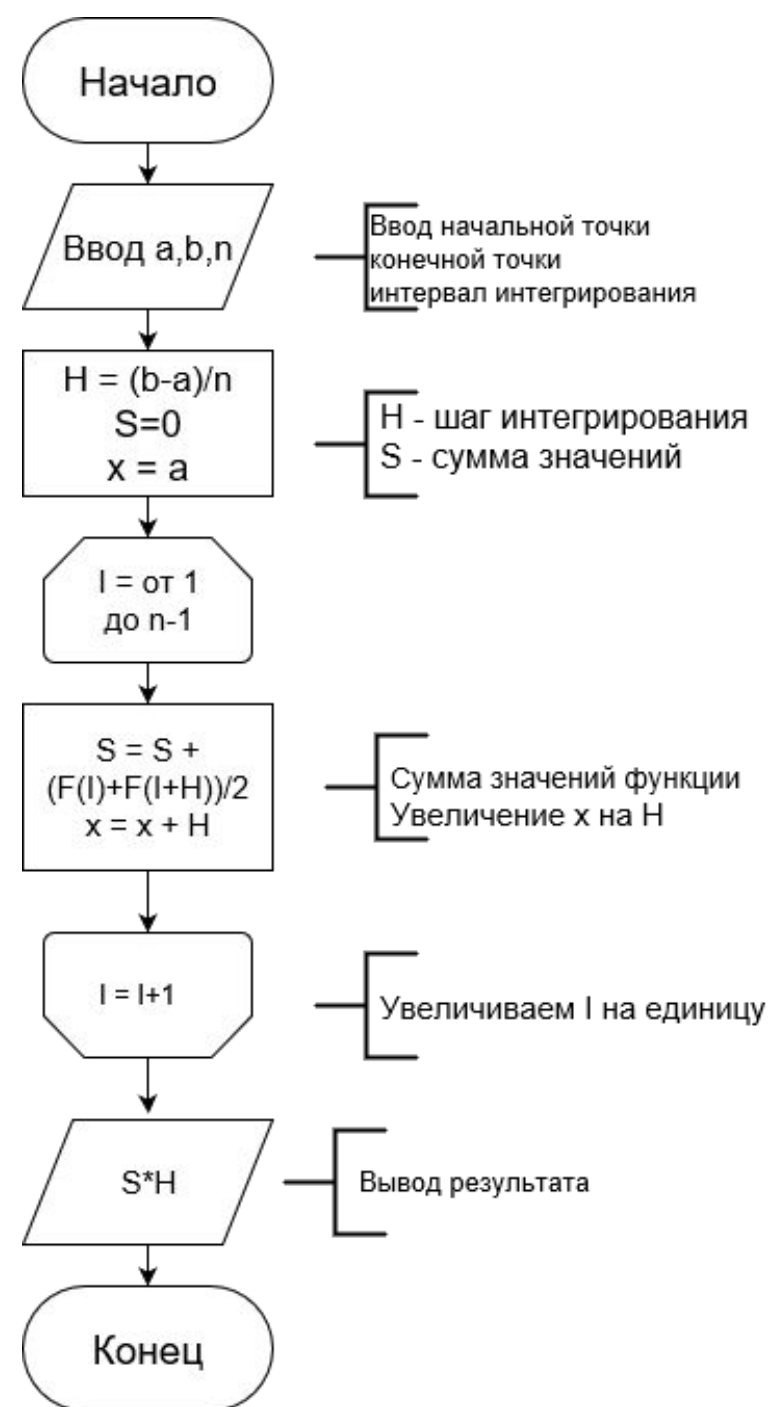 Начало
Ввод a,b,n
Ввод начальной точки
конечной точки
интервал интегрирования
H = (b-a)/n
S=0
x = a
H - шаг интегрирования
S - сумма значений
I = от 1
до n-1
S = S +
(F(I)+F(I+H))/2
x = x + H
Сумма значений функции
Увеличение x на H
I = I+1
Увеличиваем I на единицу
S*H
Вывод результата
Конец